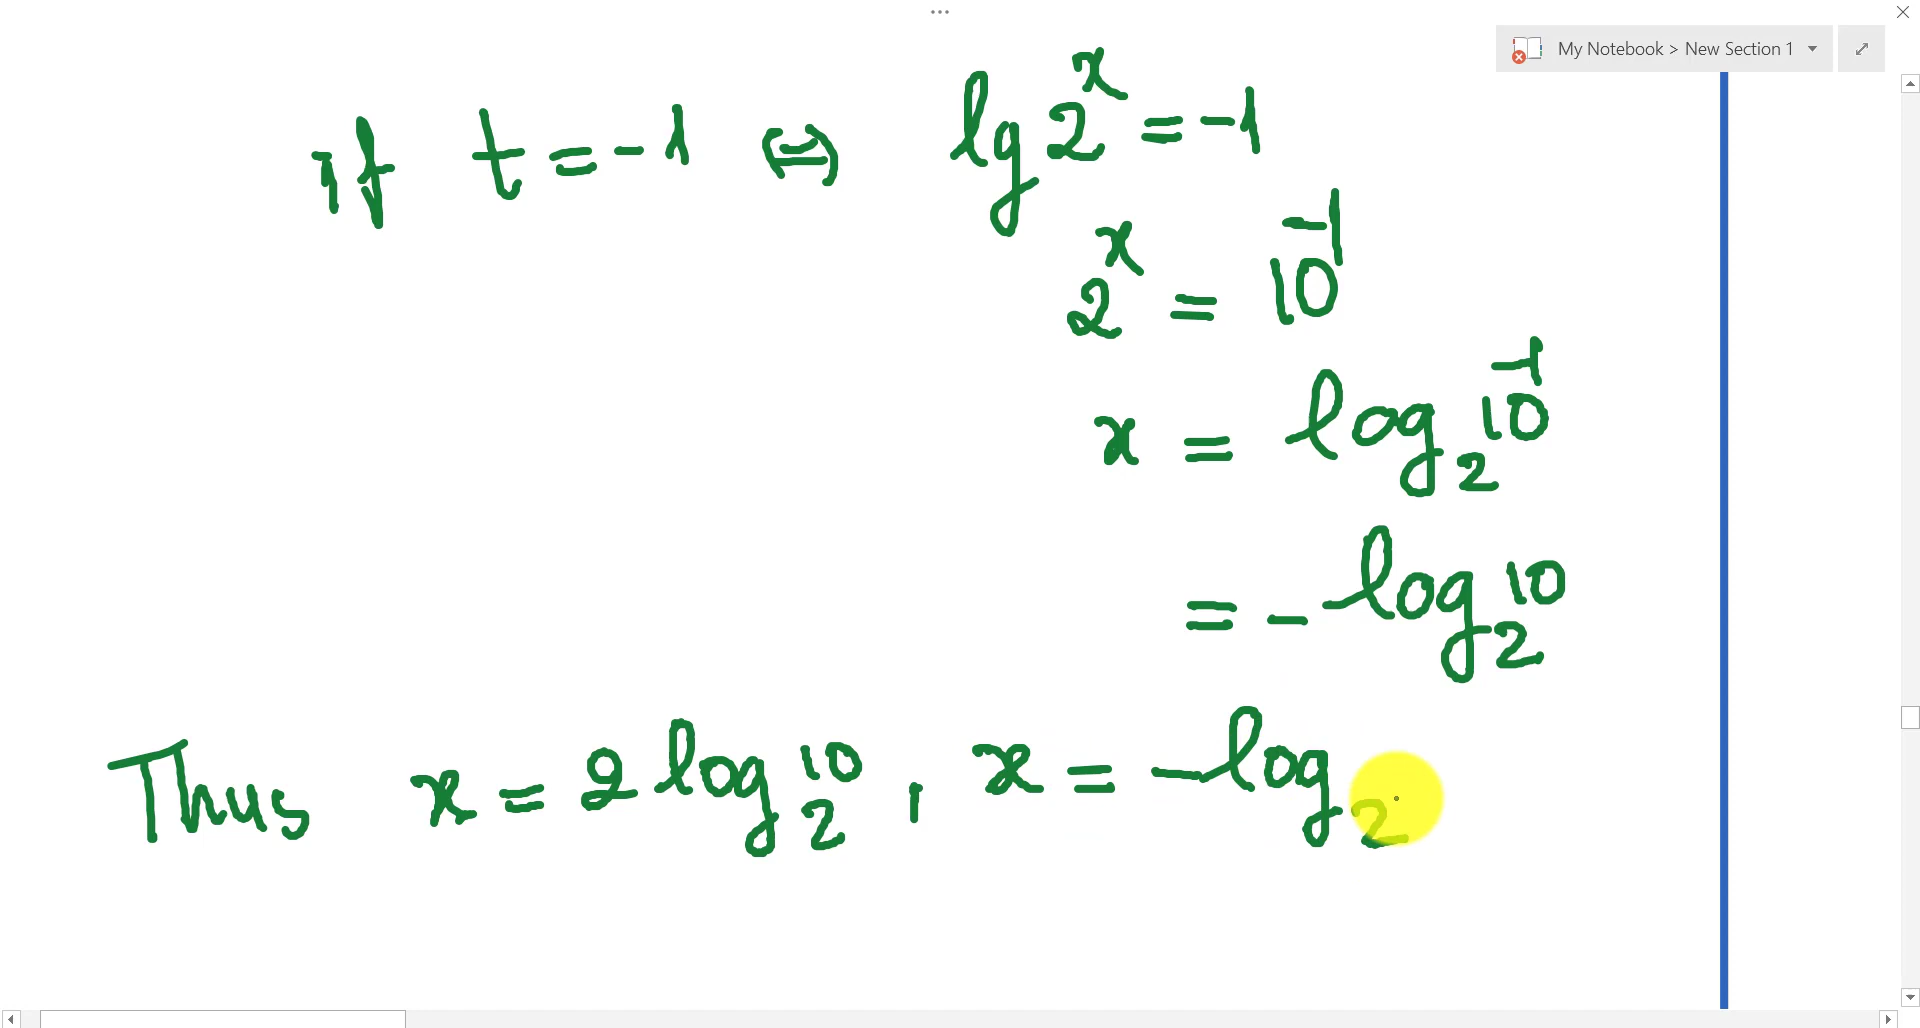 My Notebook > New Section 1
if t = -1 ⇔ lg 2^x = -1
2^x = 10^-1
x = log_2 10^-1
= - log_2 10
Thus x = 2 log_2 10 , x = - log_2